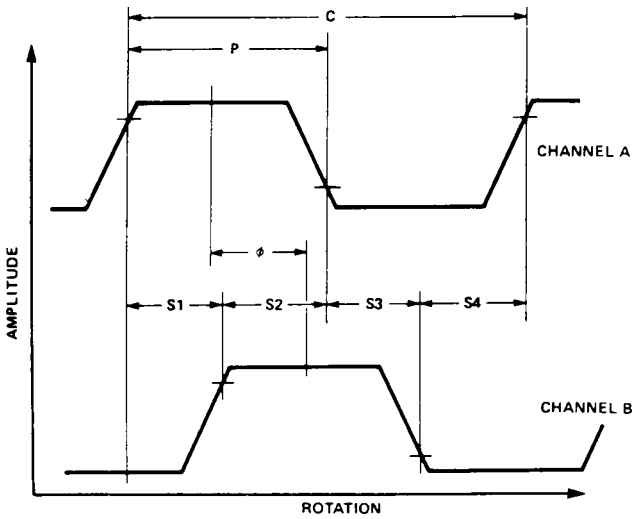 C
P
CHANNEL A
ø
S1 S2 S3 S4
AMPLITUDE
CHANNEL B
ROTATION